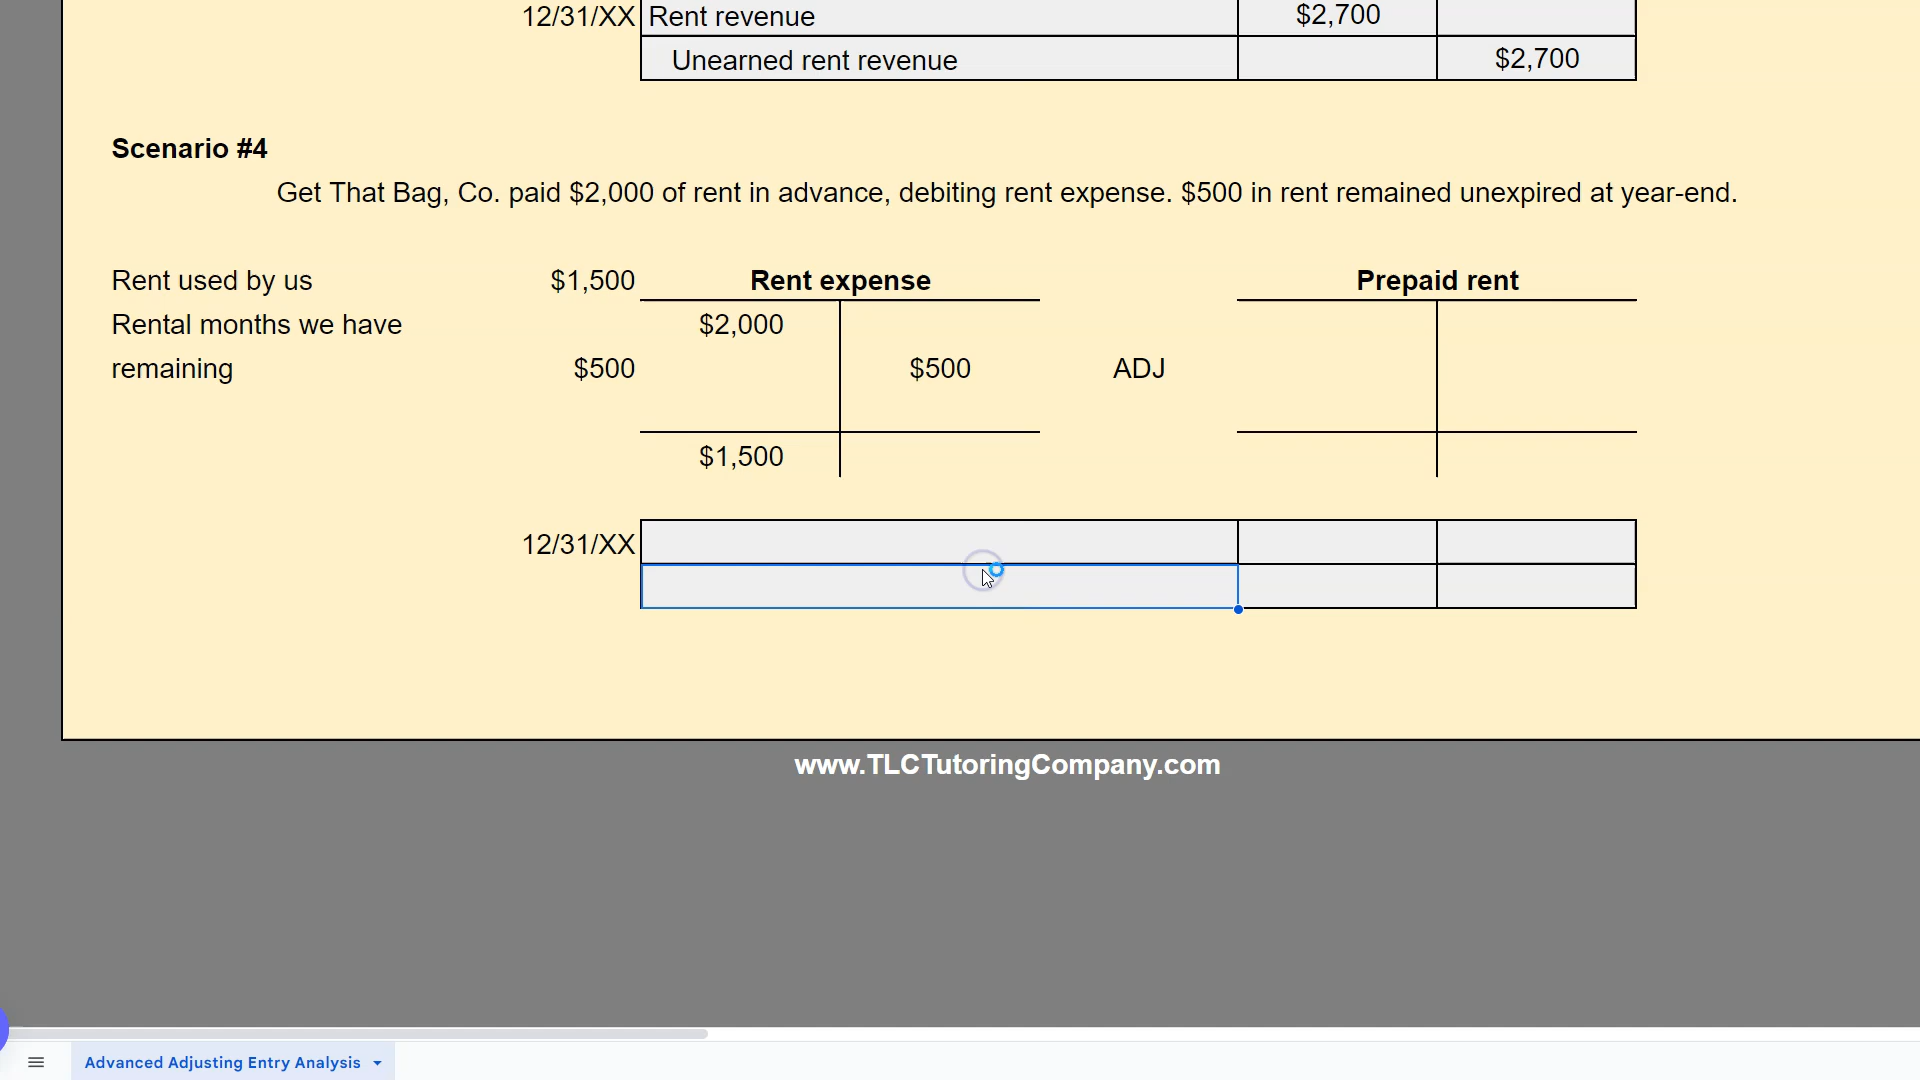 12/31/XX Rent revenue $2,700
Unearned rent revenue $2,700
Scenario #4
Get That Bag, Co. paid $2,000 of rent in advance, debiting rent expense. $500 in rent remained unexpired at year-end.
Rent used by us $1,500 Rent expense Prepaid rent
Rental months we have $2,000
remaining $500 $500 ADJ
$1,500
12/31/XX
www.TLCTutoringCompany.com
Advanced Adjusting Entry Analysis